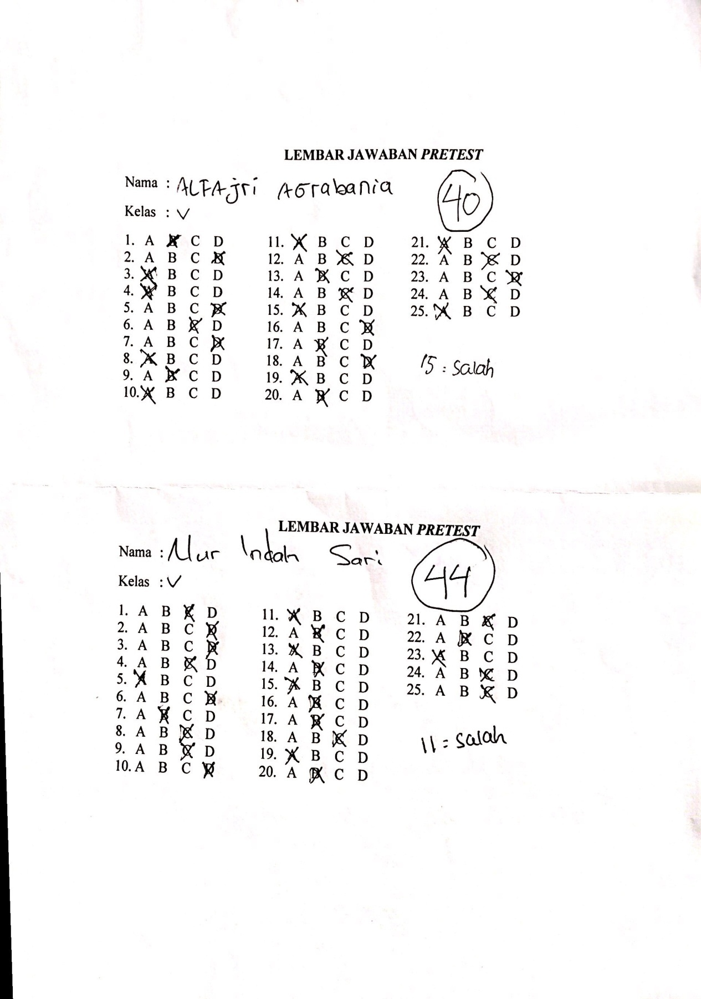 LEMBAR JAWABAN PRETEST
Nama : ALFAjri AGrabania
40
Kelas : V
1. A B C D 11. A B C D 21. A B C D
2. A B C D 12. A B C D 22. A B C D
3. A B C D 13. A B C D 23. A B C D
4. A B C D 14. A B C D 24. A B C D
5. A B C D 15. A B C D 25. A B C D
6. A B C D 16. A B C D
7. A B C D 17. A B C D
8. A B C D 18. A B C D
15 : Salah
9. A B C D 19. A B C D
10. A B C D 20. A B C D
LEMBAR JAWABAN PRETEST
Nama : Nur Indah Sari
44
Kelas : V
1. A B C D 11. A B C D 21. A B C D
2. A B C D 12. A B C D 22. A B C D
3. A B C D 13. A B C D 23. A B C D
4. A B C D 14. A B C D 24. A B C D
5. A B C D 15. A B C D 25. A B C D
6. A B C D 16. A B C D
7. A B C D 17. A B C D
8. A B C D 18. A B C D
11 = Salah
9. A B C D 19. A B C D
10. A B C D 20. A B C D